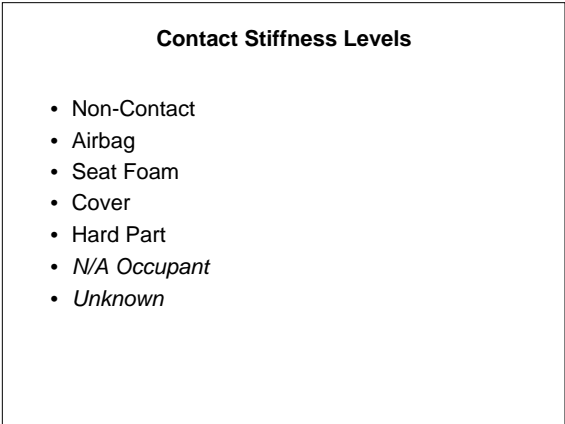 Contact Stiffness Levels
• Non-Contact
• Airbag
• Seat Foam
• Cover
• Hard Part
• N/A Occupant
• Unknown